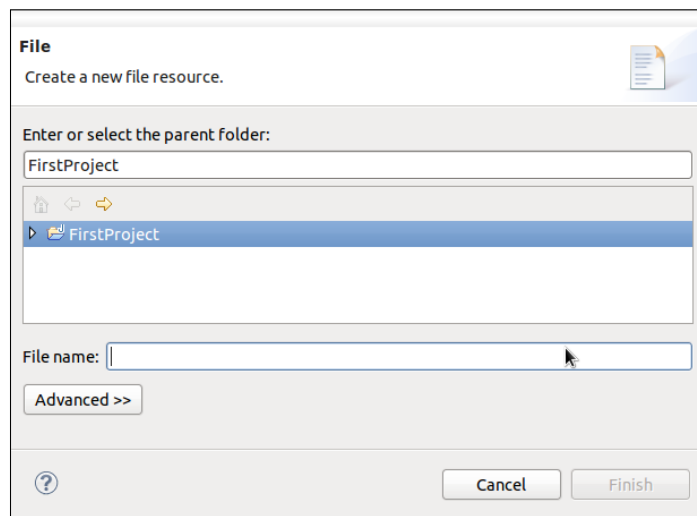 File
Create a new file resource.
Enter or select the parent folder:
FirstProject
FirstProject
File name:
Advanced >>
?
Cancel
Finish